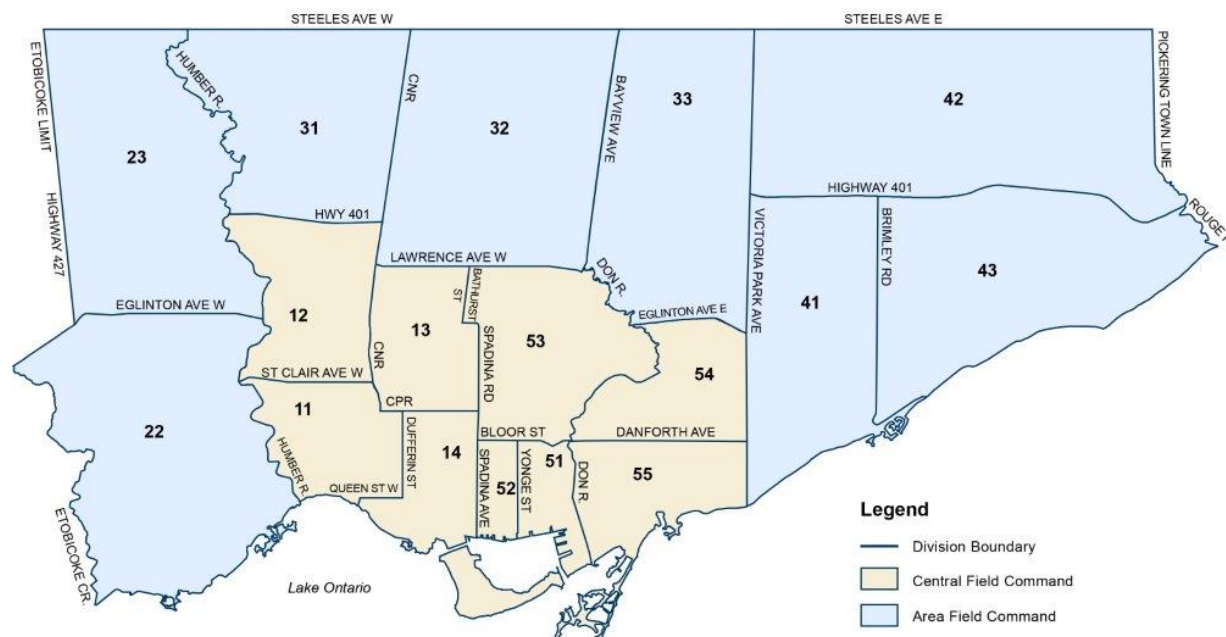 STEELES AVE W
STEELES AVE E
ETOBICOKE LIMIT
HUMBER R.
CNR
BAYVIEW AVE
PICKERING TOWN LINE
33
42
31
32
23
HIGHWAY 401
HIGHWAY 427
HWY 401
VICTORIA PARK AVE
BRIMLEY RD
ROUGE
LAWRENCE AVE W
DON R.
43
BATHURST ST
EGLINTON AVE W
EGLINTON AVE E
12
13
53
41
SPADINA RD
CNR
54
ST CLAIR AVE W
CPR
11
22
DUFFERIN ST
14
BLOOR ST
DANFORTH AVE
HUMBER R.
QUEEN ST W
SPADINA AVE
52
YONGE ST
51
DON R.
55
ETOBICOKE CR.
Lake Ontario
Legend
Division Boundary
Central Field Command
Area Field Command